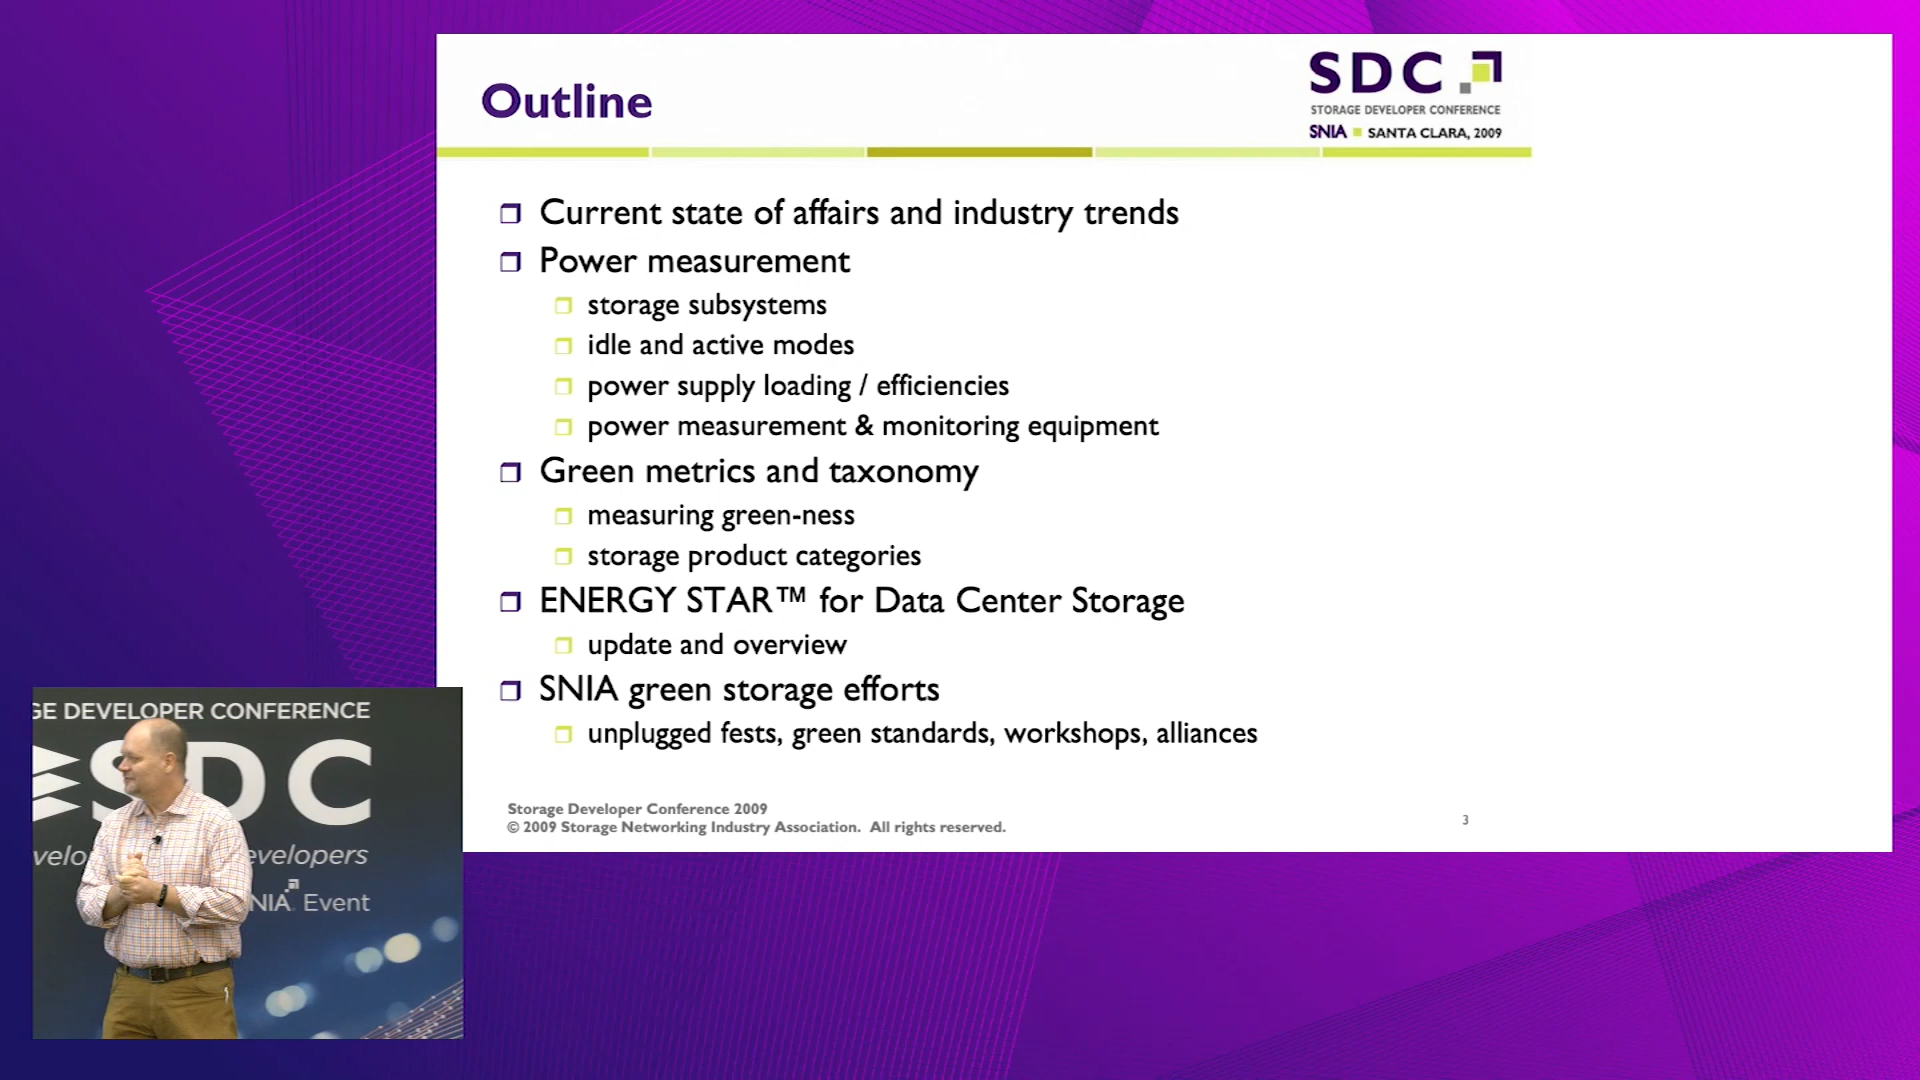 Outline
SDC
STORAGE DEVELOPER CONFERENCE
SNIA SANTA CLARA, 2009
Current state of affairs and industry trends
Power measurement
storage subsystems
idle and active modes
power supply loading / efficiencies
power measurement & monitoring equipment
Green metrics and taxonomy
measuring green-ness
storage product categories
ENERGY STAR™ for Data Center Storage
update and overview
SNIA green storage efforts
unplugged fests, green standards, workshops, alliances
Storage Developer Conference 2009
© 2009 Storage Networking Industry Association. All rights reserved.
3
GE DEVELOPER CONFERENCE
SDC
velo evelopers
NIA Event